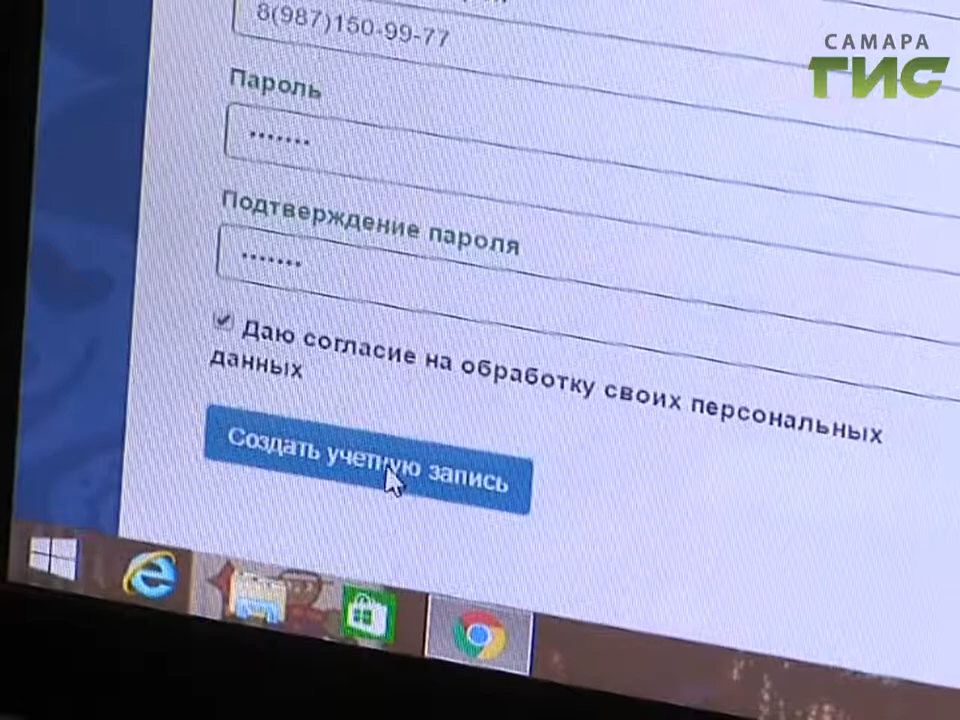 8(987)150-99-77
САМАРА
ГИС
Пароль
Подтверждение пароля
Даю согласие на обработку своих персональных
данных
Создать учетную запись